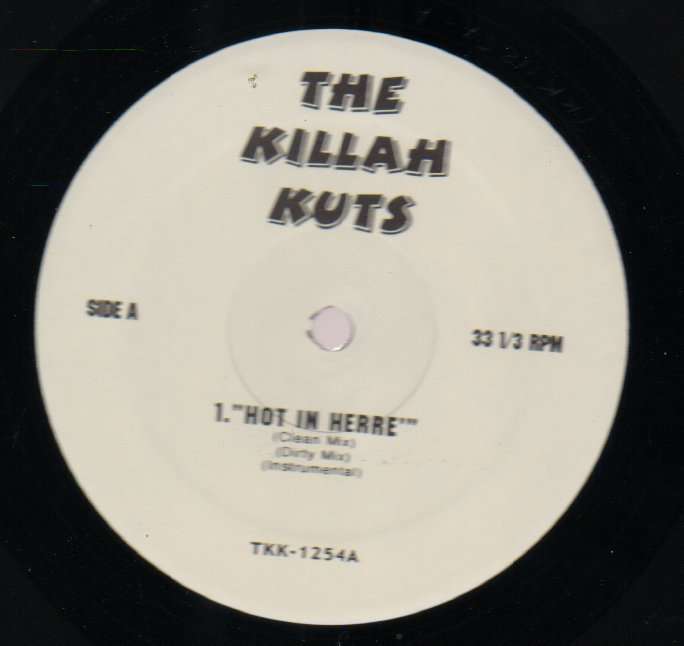 THE
KILLAH
KUTS
SIDE A
33 1/3 RPM
1."HOT IN HERRE'"
(Clean Mix)
(Dirty Mix)
(Instrumental)
TKK-1254A